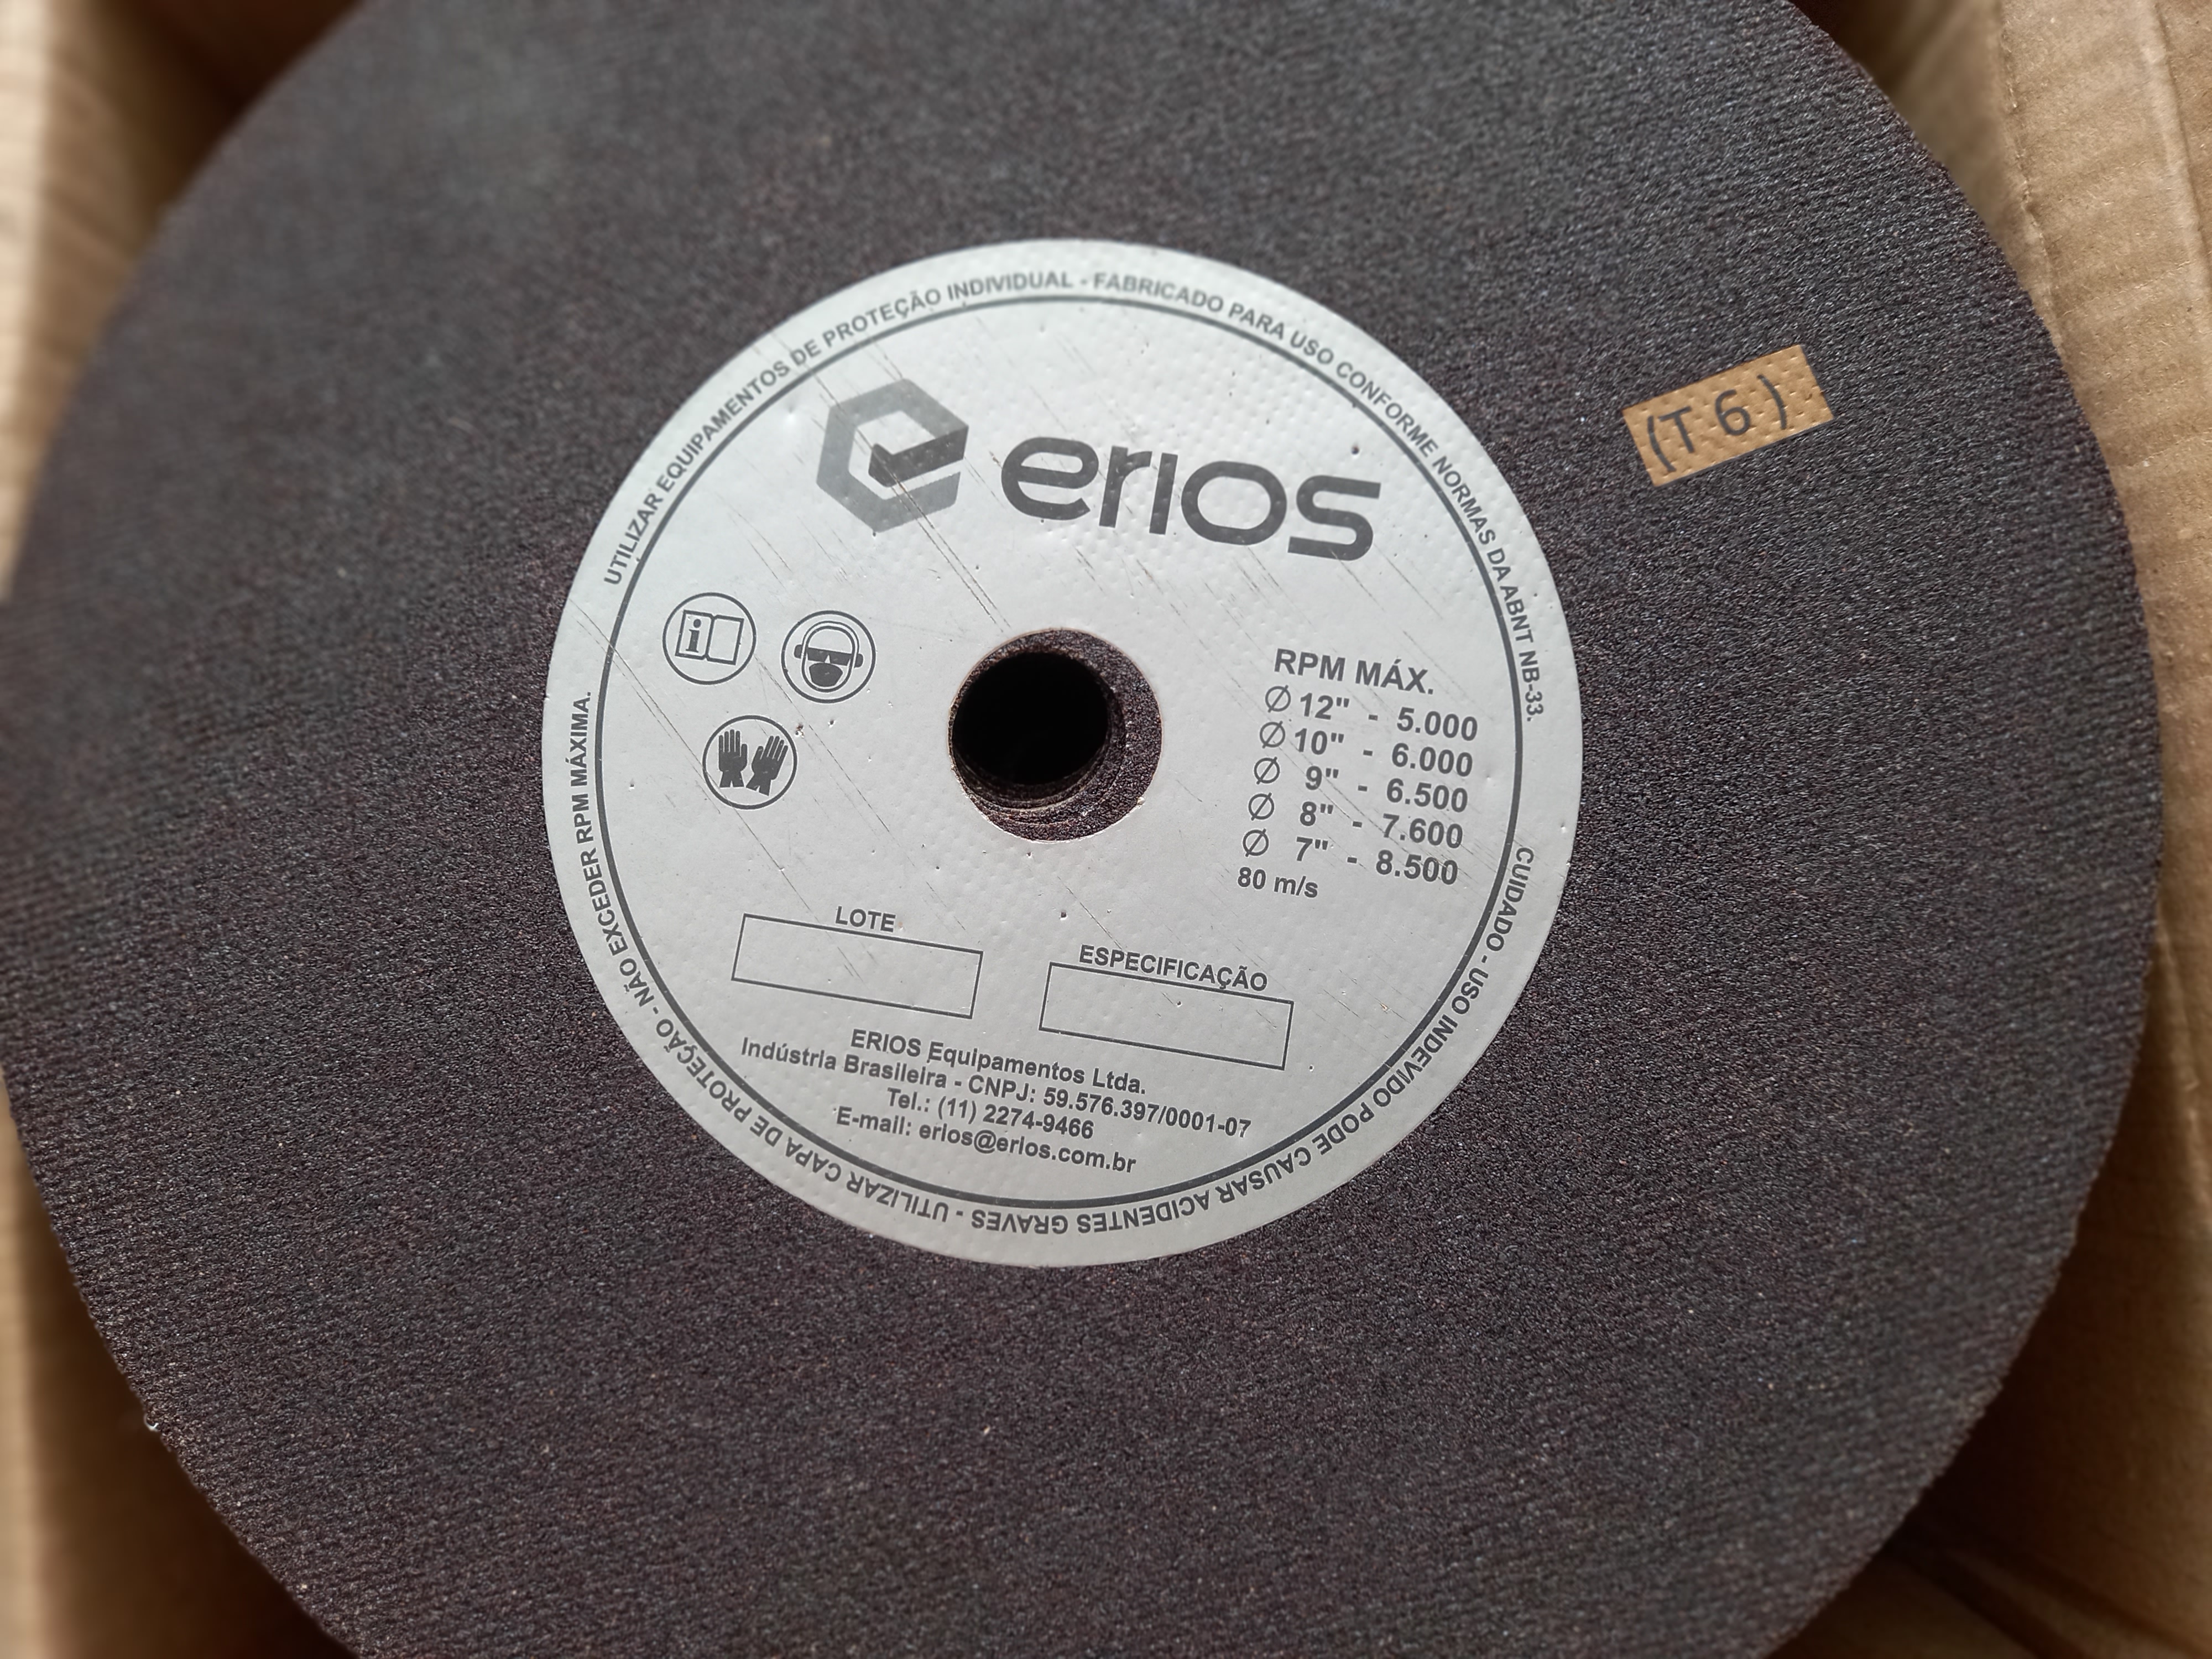 UTILIZAR EQUIPAMENTOS DE PROTEÇÃO INDIVIDUAL - FABRICADO PARA USO CONFORME NORMAS DA ABNT NB-33.
erios
(T 6)
i
RPM MÁX.
Ø 12" - 5.000
Ø 10" - 6.000
Ø 9" - 6.500
Ø 8" - 7.600
Ø 7" - 8.500
80 m/s
LOTE
ESPECIFICAÇÃO
ERIOS Equipamentos Ltda.
Indústria Brasileira - CNPJ: 59.576.397/0001-07
Tel.: (11) 2274-9466
E-mail: erios@erios.com.br
CUIDADO - USO INDEVIDO PODE CAUSAR ACIDENTES GRAVES - UTILIZAR CAPA DE PROTEÇÃO - NÃO EXCEDER RPM MÁXIMA.